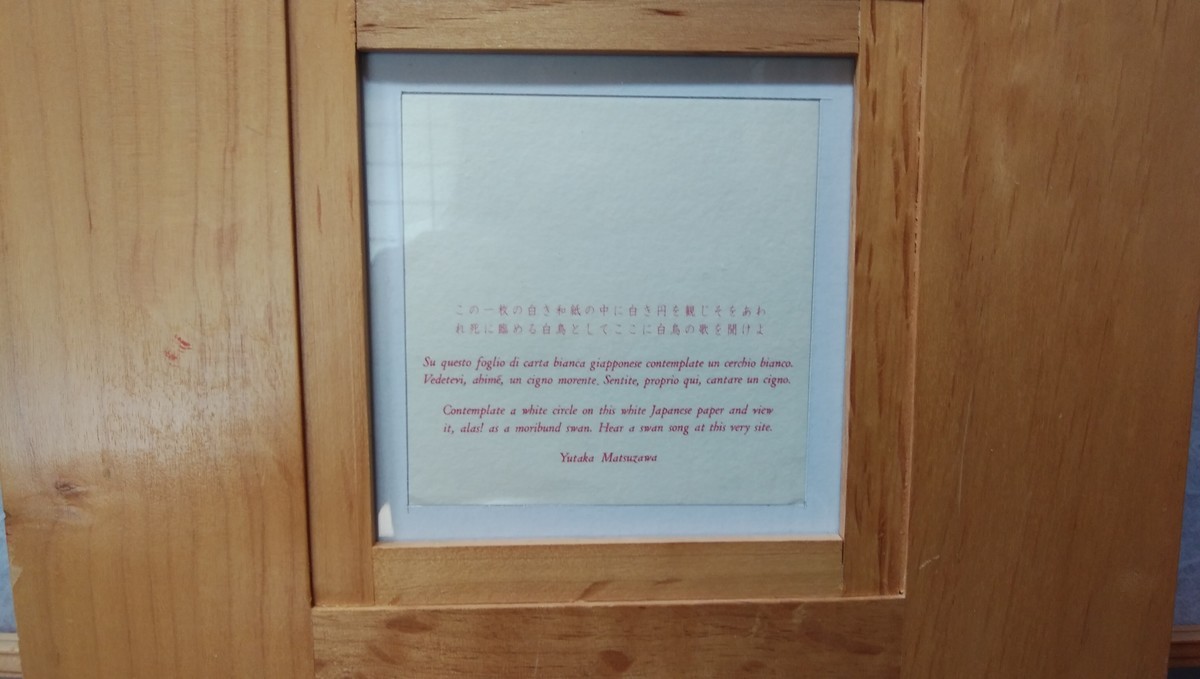 この一枚の白き和紙の中に白き円を観じそをあわ
れ死に臨める白鳥としてここに白鳥の歌を聞けよ
Su questo foglio di carta bianca giapponese contemplate un cerchio bianco.
Vedetevi, ahimè, un cigno morente. Sentite, proprio qui, cantare un cigno.
Contemplate a white circle on this white Japanese paper and view
it, alas! as a moribund swan. Hear a swan song at this very site.
Yutaka Matsuzawa